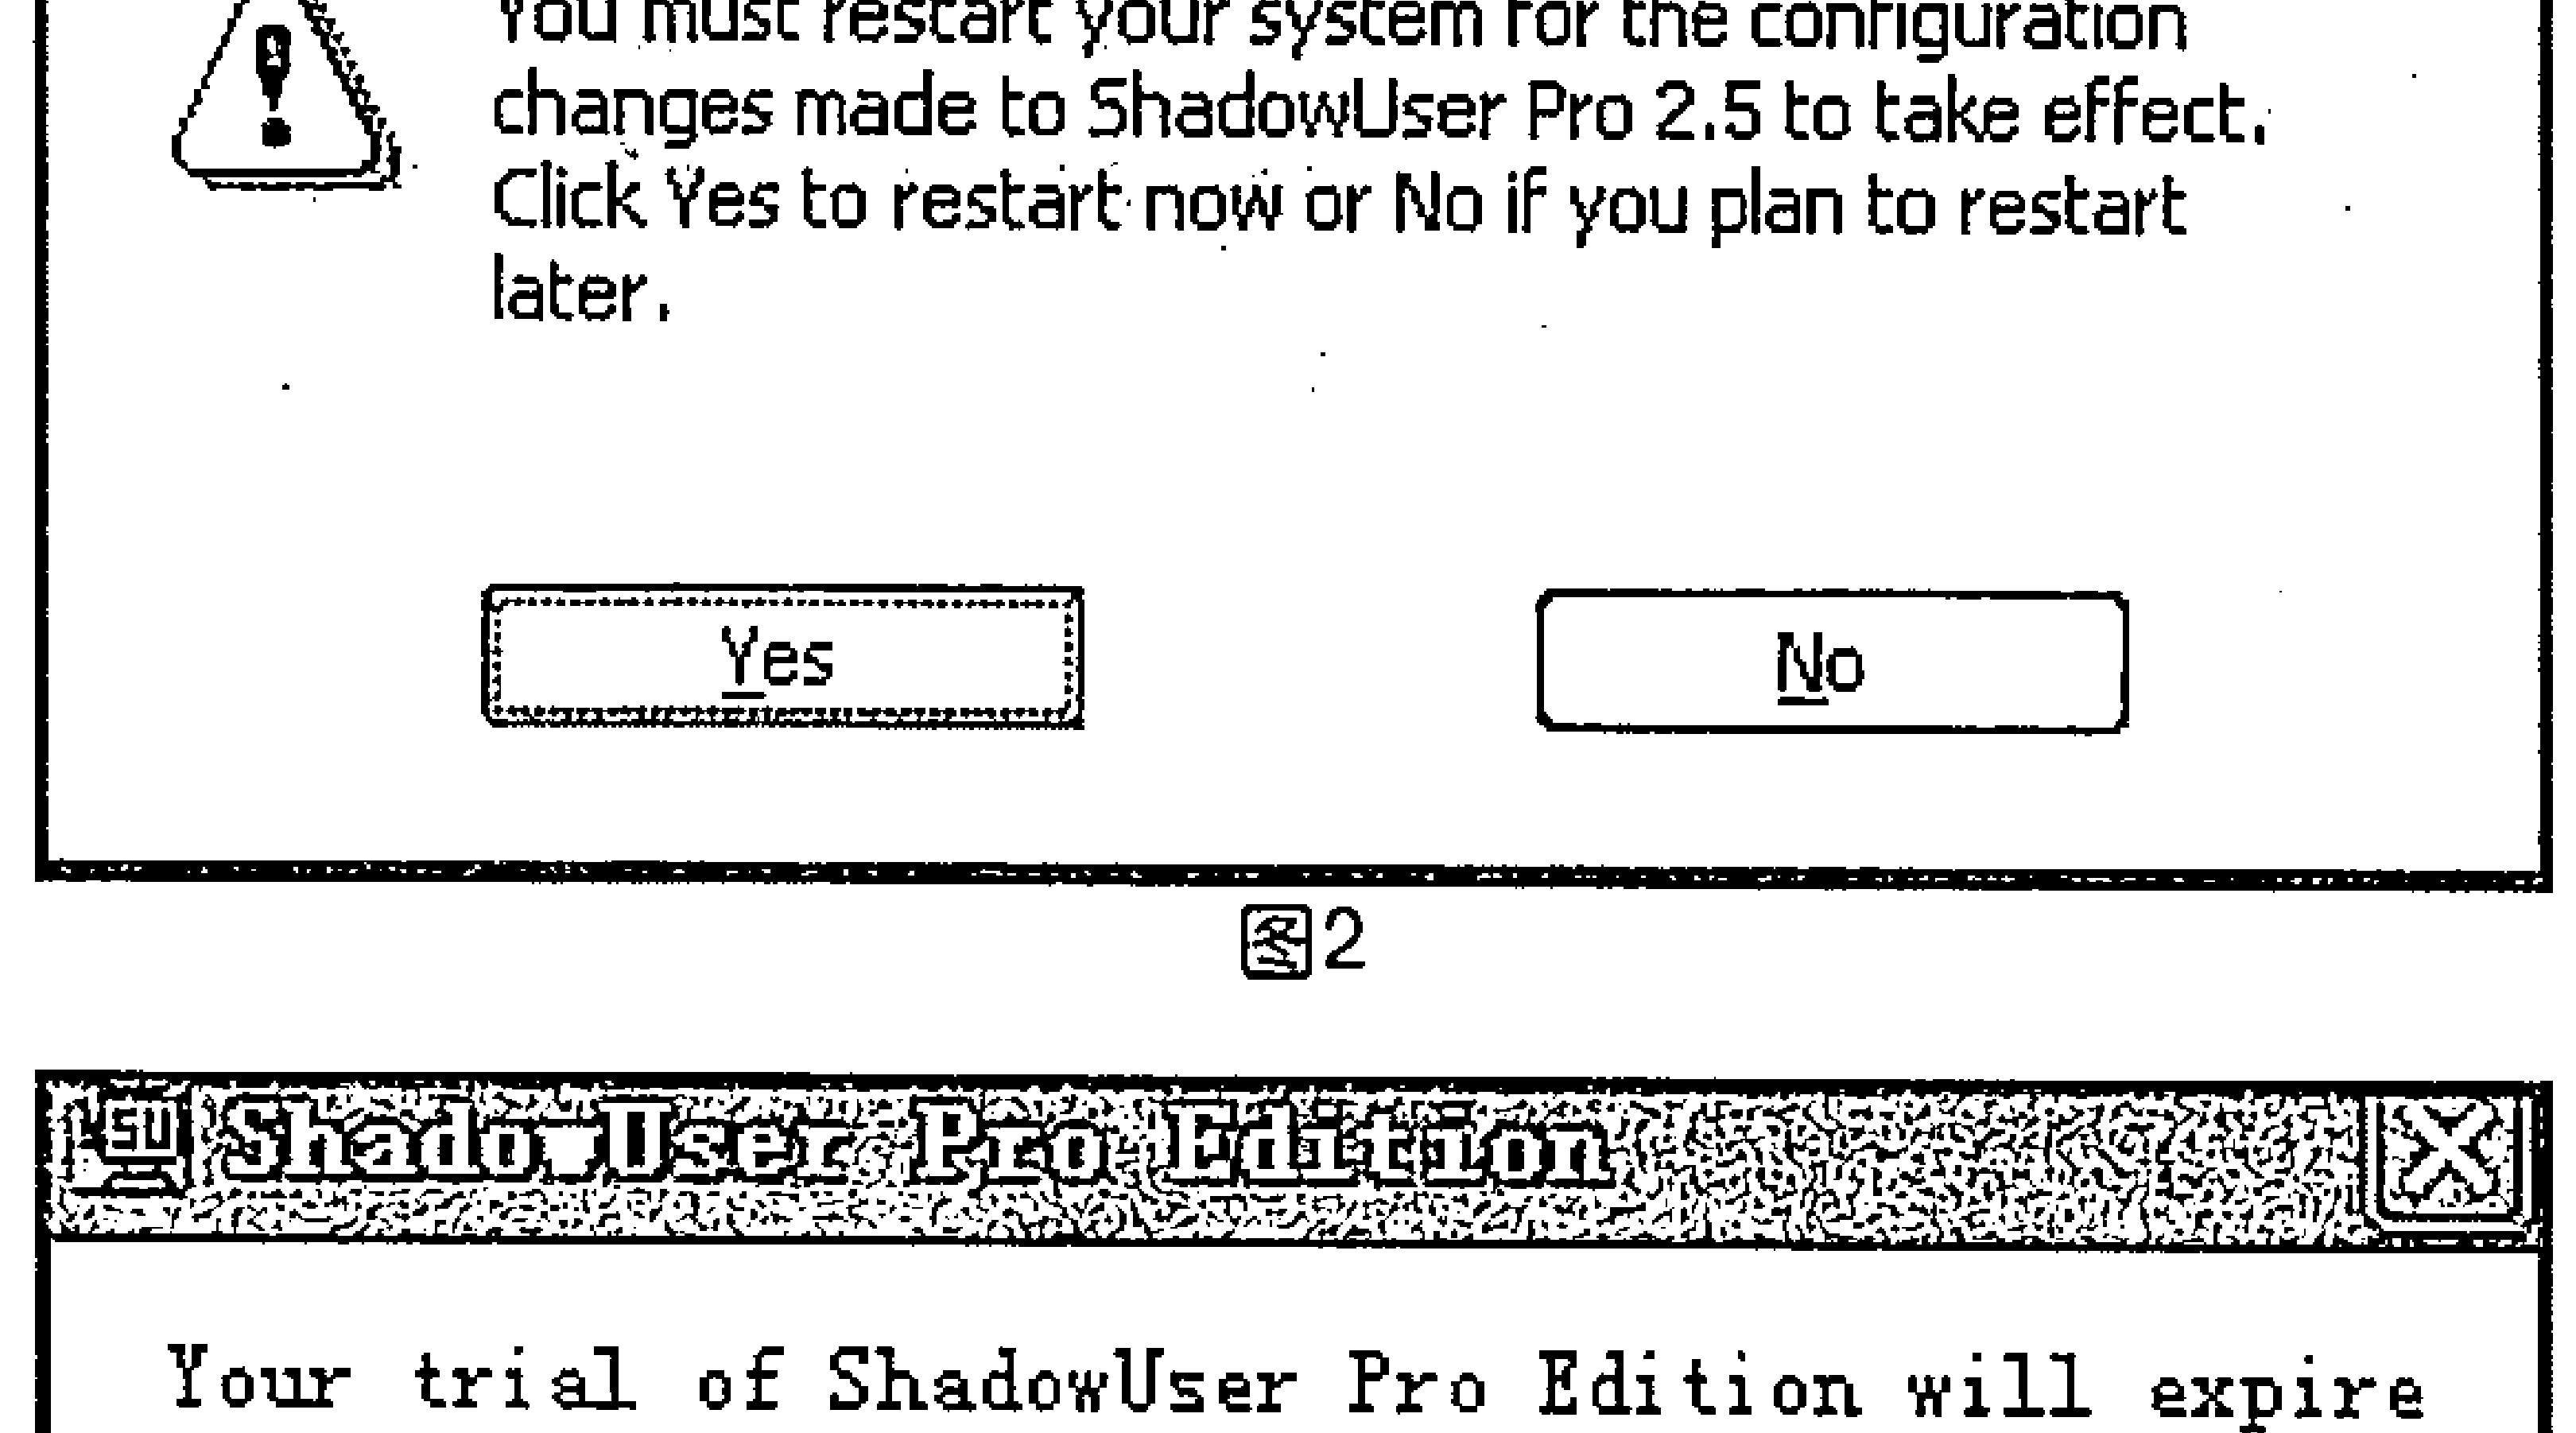 You must restart your system for the configuration
changes made to ShadowUser Pro 2.5 to take effect.
Click Yes to restart now or No if you plan to restart
later.
Yes No
图2
SU ShadowUser Pro Edition
Your trial of ShadowUser Pro Edition will expire